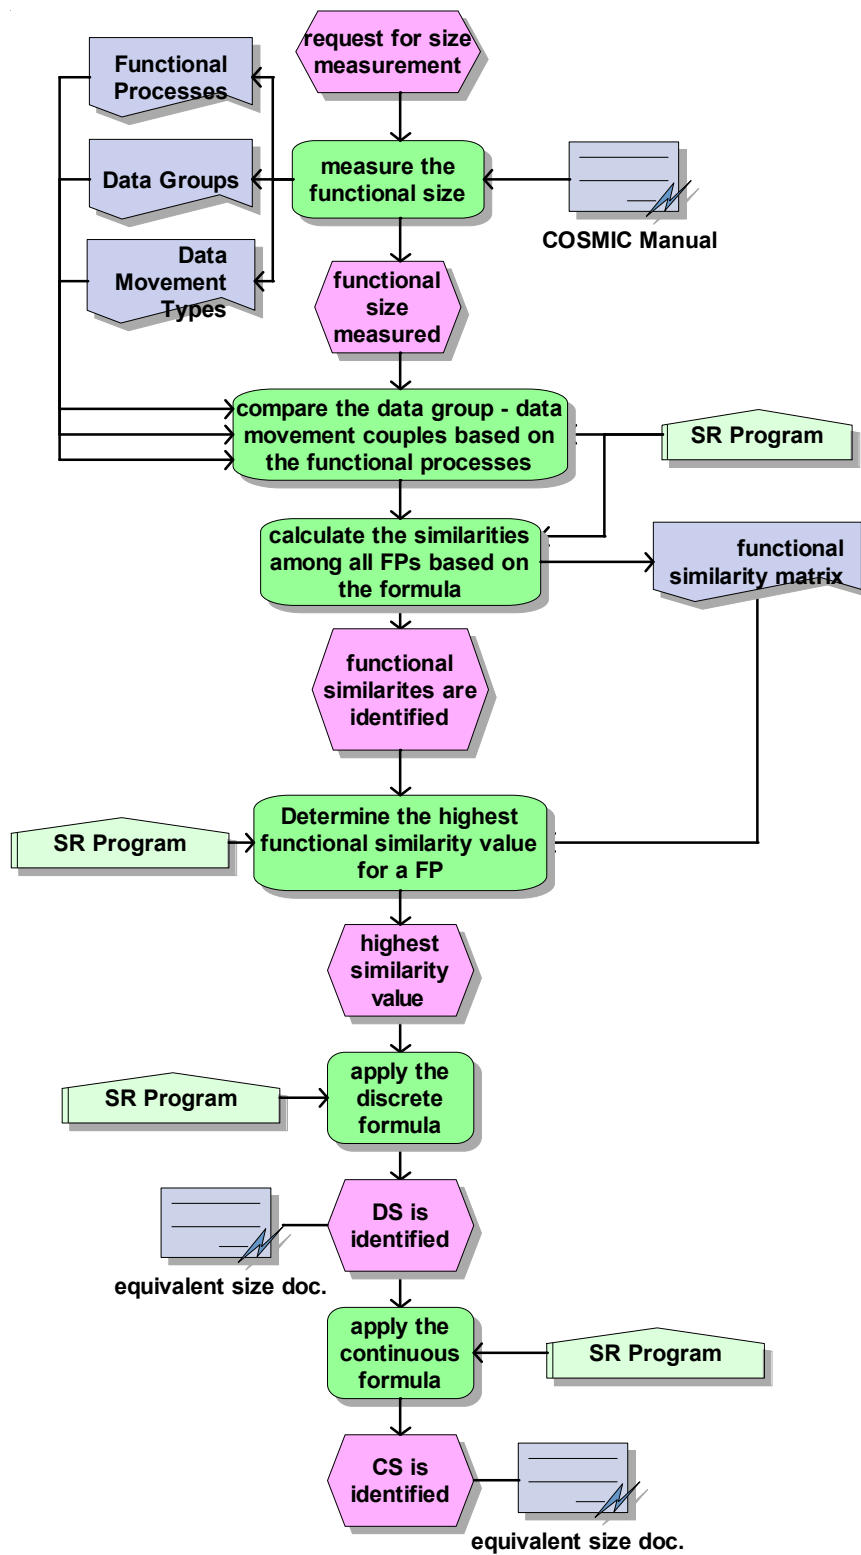 request for size
measurement
Functional
Processes
measure the
functional size
Data Groups
COSMIC Manual
Data
Movement
Types
functional
size
measured
compare the data group - data
movement couples based on
the functional processes
SR Program
calculate the similarities
among all FPs based on
the formula
functional
similarity matrix
functional
similarites are
identified
Determine the highest
functional similarity value
for a FP
SR Program
highest
similarity
value
apply the
discrete
formula
SR Program
DS is
identified
equivalent size doc.
apply the
continuous
formula
SR Program
CS is
identified
equivalent size doc.